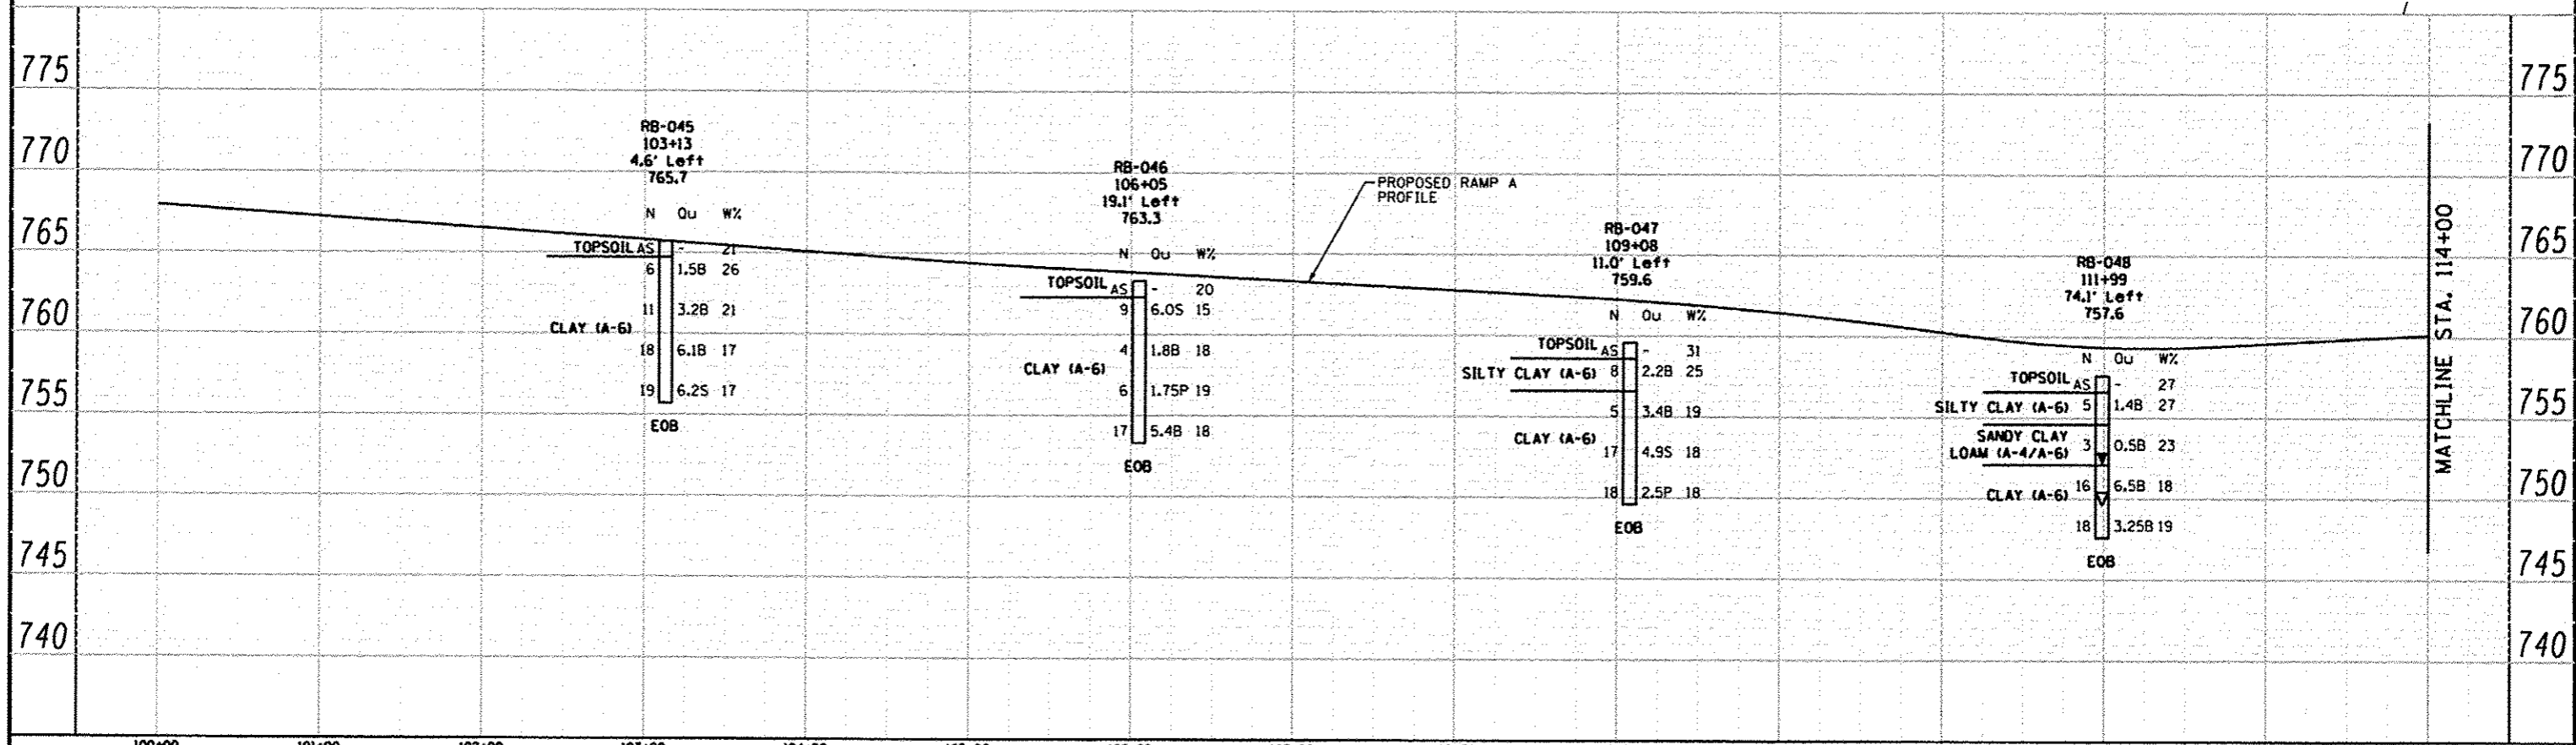 775
770
765
760
755
750
745
740
RB-045
103+13
4.6' Left
765.7
N Qu W%
TOPSOIL AS - 21
6 1.5B 26
11 3.2B 21
CLAY (A-6)
18 6.1B 17
19 6.2S 17
EOB
RB-046
106+05
19.1' Left
763.3
N Qu W%
TOPSOIL AS - 20
9 6.0S 15
4 1.8B 18
CLAY (A-6)
6 1.75P 19
17 5.4B 18
EOB
PROPOSED RAMP A
PROFILE
RB-047
109+08
11.0' Left
759.6
N Qu W%
TOPSOIL AS - 31
SILTY CLAY (A-6) 8 2.2B 25
5 3.4B 19
CLAY (A-6)
17 4.9S 18
18 2.5P 18
EOB
RB-048
111+99
74.1' Left
757.6
N Qu W%
TOPSOIL AS - 27
SILTY CLAY (A-6) 5 1.4B 27
SANDY CLAY
LOAM (A-4/A-6) 3 0.5B 23
CLAY (A-6) 16 6.5B 18
18 3.25B 19
EOB
MATCHLINE STA. 114+00
775
770
765
760
755
750
745
740